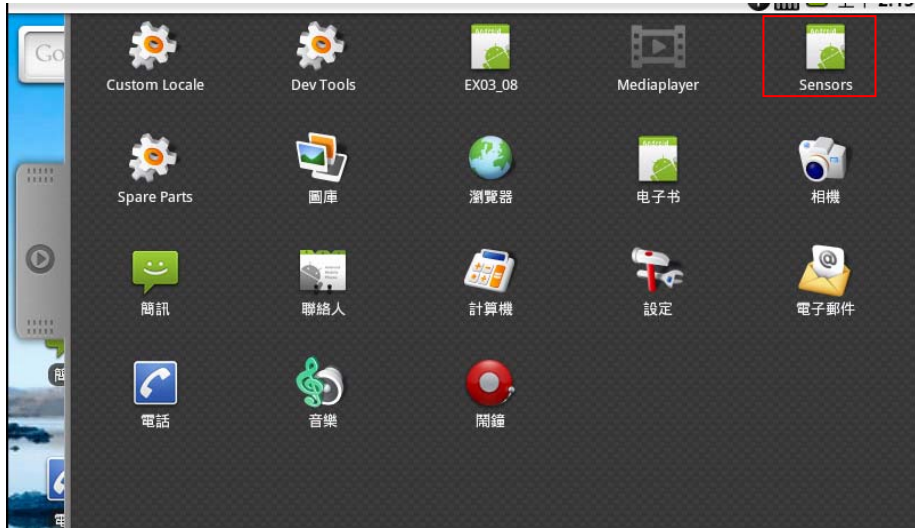 Go
Custom Locale
Dev Tools
EX03_08
Mediaplayer
Sensors
Spare Parts
圖庫
瀏覽器
电子书
相機
簡訊
聯絡人
計算機
設定
電子郵件
電話
音樂
鬧鐘